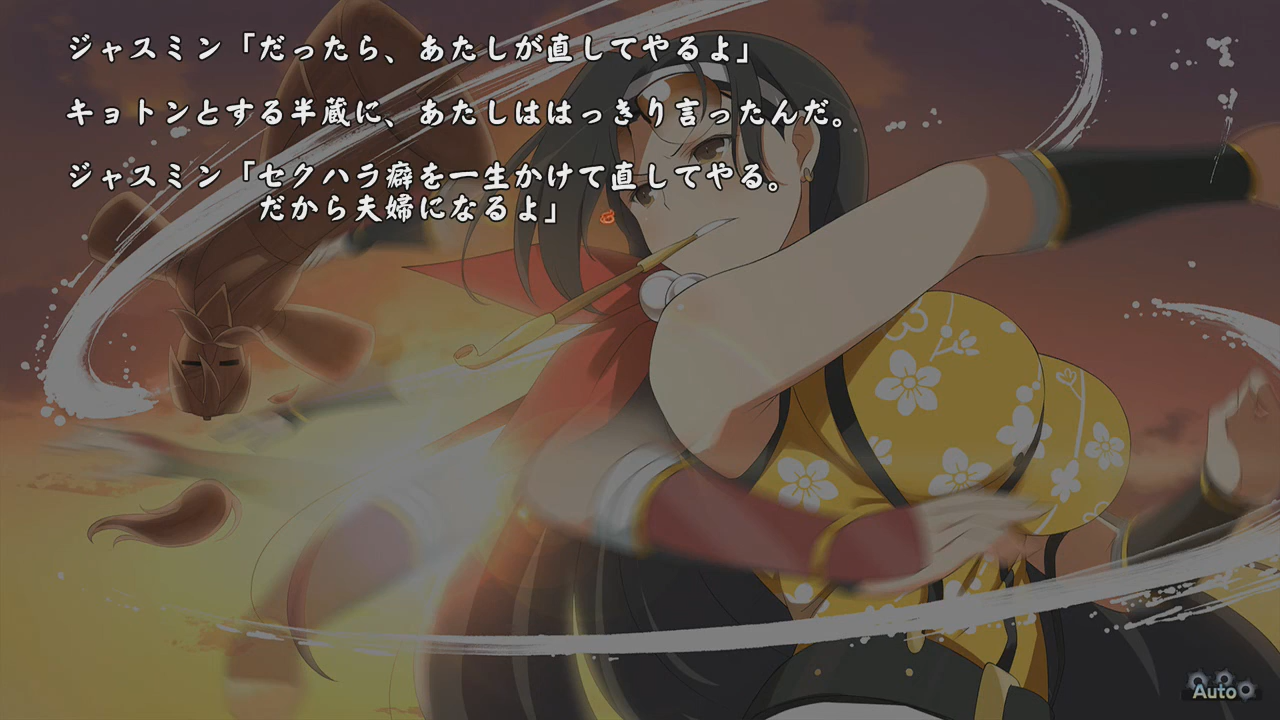 ジャスミン「だったら、あたしが直してやるよ」
キョトンとする半蔵に、あたしははっきり言ったんだ。
ジャスミン「セクハラ癖を一生かけて直してやる。
だから夫婦になるよ」
Auto